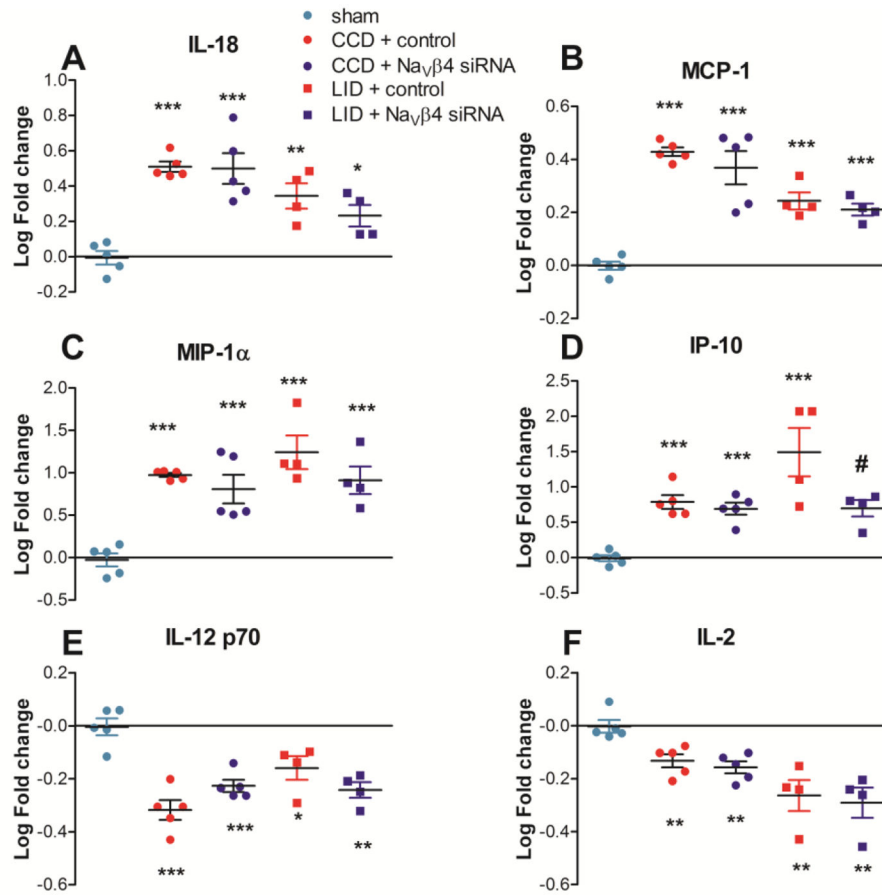 sham
CCD + control
CCD + NaVβ4 siRNA
LID + control
LID + NaVβ4 siRNA
A
IL-18
*** *** ** *
Log Fold change
1.0
0.8
0.6
0.4
0.2
0.0
-0.2
B
MCP-1
*** *** *** ***
Log Fold change
0.6
0.4
0.2
0.0
-0.2
C
MIP-1α
*** *** *** ***
Log Fold change
2.0
1.5
1.0
0.5
0.0
-0.5
D
IP-10
*** *** *** #
Log Fold change
2.5
2.0
1.5
1.0
0.5
0.0
-0.5
E
IL-12 p70
Log Fold change
0.2
-0.0
-0.2
-0.4
-0.6
*** *** * **
F
IL-2
Log Fold change
0.2
-0.0
-0.2
-0.4
-0.6
** ** ** **